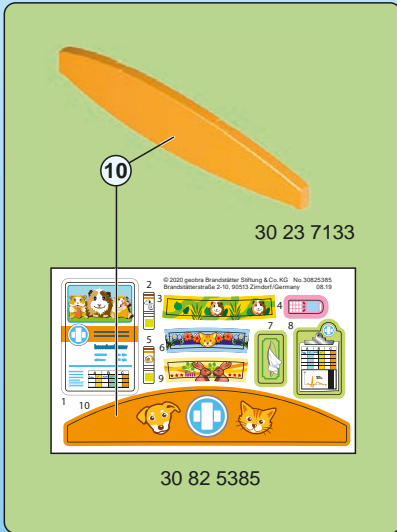 10
30 23 7133
© 2020 geobra Brandstätter Stiftung & Co. KG No.30825385
Brandstätterstraße 2-10, 90513 Zirndorf/Germany 08.19
2
3
4
5
6
7
8
9
1
10
30 82 5385